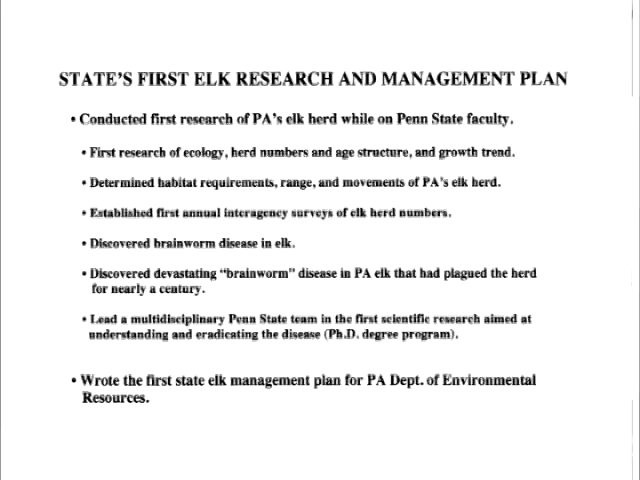 STATE'S FIRST ELK RESEARCH AND MANAGEMENT PLAN
• Conducted first research of PA's elk herd while on Penn State faculty.
• First research of ecology, herd numbers and age structure, and growth trend.
• Determined habitat requirements, range, and movements of PA's elk herd.
• Established first annual interagency surveys of elk herd numbers.
• Discovered brainworm disease in elk.
• Discovered devastating "brainworm" disease in PA elk that had plagued the herd
for nearly a century.
• Lead a multidisciplinary Penn State team in the first scientific research aimed at
understanding and eradicating the disease (Ph.D. degree program).
• Wrote the first state elk management plan for PA Dept. of Environmental
Resources.